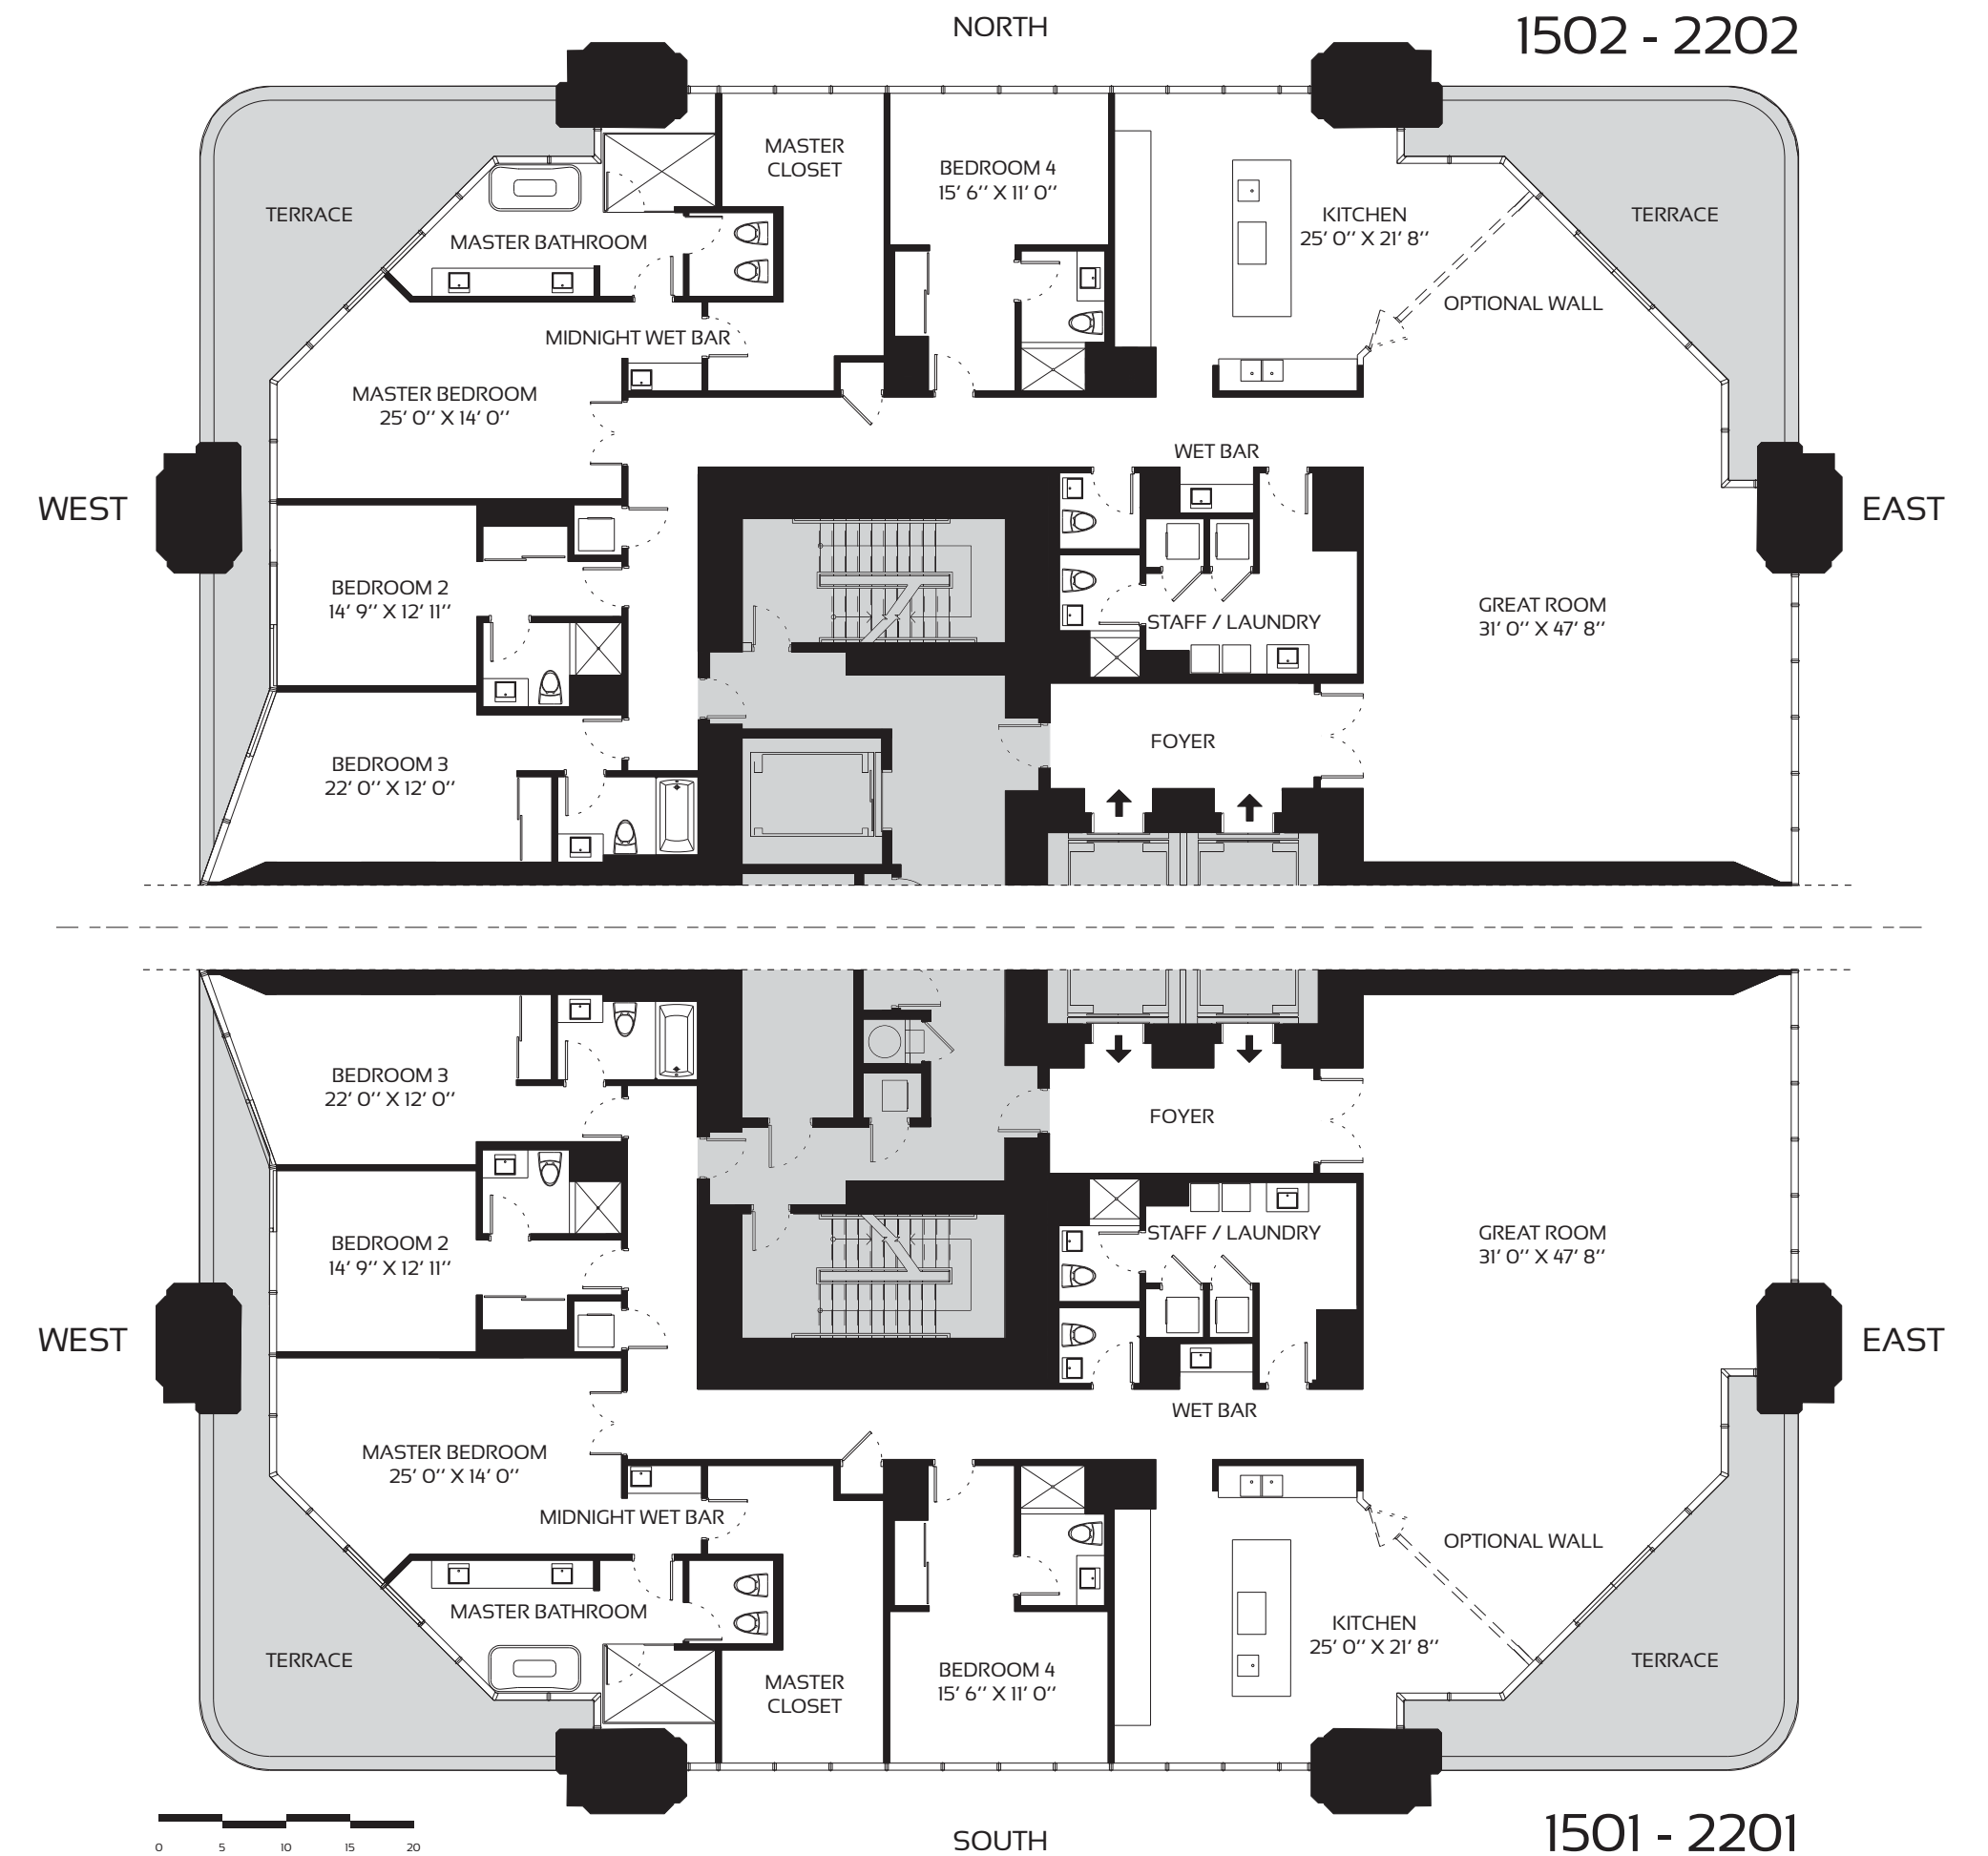 NORTH
1502 - 2202
MASTER
CLOSET
BEDROOM 4
15' 6'' X 11' 0''
TERRACE
KITCHEN
25' 0'' X 21' 8''
TERRACE
MASTER BATHROOM
OPTIONAL WALL
MIDNIGHT WET BAR
MASTER BEDROOM
25' 0'' X 14' 0''
WET BAR
WEST
EAST
BEDROOM 2
14' 9'' X 12' 11''
GREAT ROOM
31' 0'' X 47' 8''
STAFF / LAUNDRY
FOYER
BEDROOM 3
22' 0'' X 12' 0''
BEDROOM 3
22' 0'' X 12' 0''
FOYER
STAFF / LAUNDRY
GREAT ROOM
31' 0'' X 47' 8''
BEDROOM 2
14' 9'' X 12' 11''
WEST
EAST
WET BAR
MASTER BEDROOM
25' 0'' X 14' 0''
MIDNIGHT WET BAR
OPTIONAL WALL
MASTER BATHROOM
KITCHEN
25' 0'' X 21' 8''
TERRACE
TERRACE
BEDROOM 4
15' 6'' X 11' 0''
MASTER
CLOSET
0 5 10 15 20
SOUTH
1501 - 2201